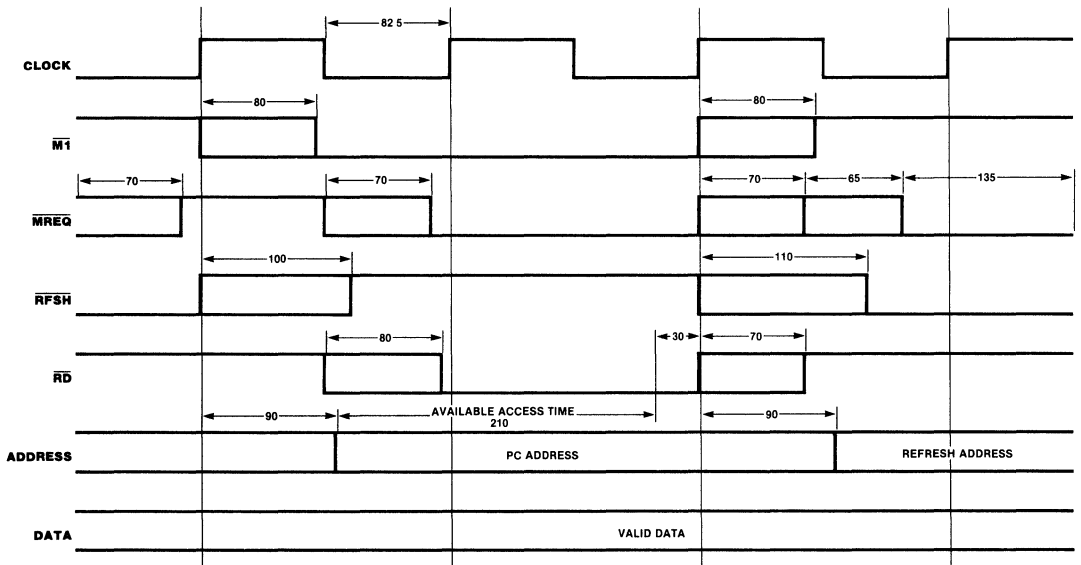 82 5
CLOCK
80
80
M1
70
70
70
65
135
MREQ
100
110
RFSH
80
30
70
RD
90
AVAILABLE ACCESS TIME
210
90
ADDRESS
PC ADDRESS
REFRESH ADDRESS
DATA
VALID DATA